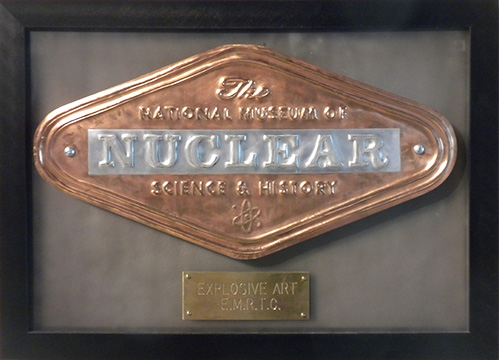 The
NATIONAL MUSEUM OF
NUCLEAR
SCIENCE & HISTORY
EXPLOSIVE ART
E.M.R.T.C.